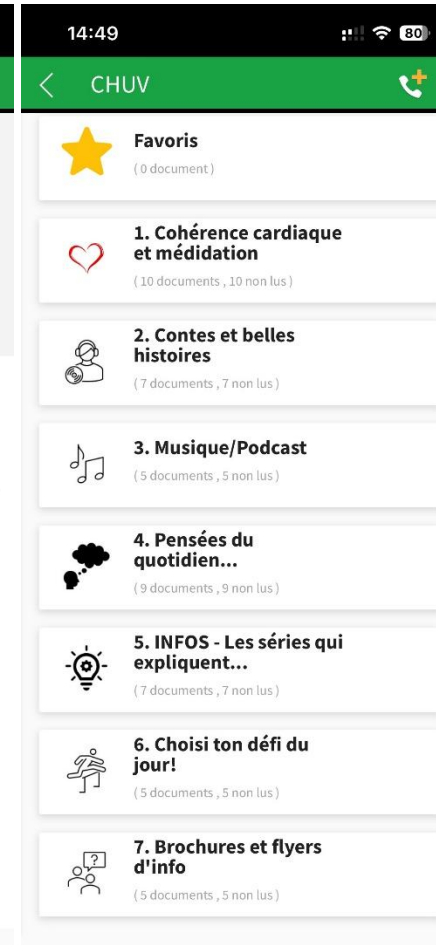 14:49
80
CHUV
Favoris
( 0 document )
1. Cohérence cardiaque
et médidation
( 10 documents , 10 non lus )
2. Contes et belles
histoires
( 7 documents , 7 non lus )
3. Musique/Podcast
( 5 documents , 5 non lus )
4. Pensées du
quotidien...
( 9 documents , 9 non lus )
5. INFOS - Les séries qui
expliquent...
( 7 documents , 7 non lus )
6. Choisi ton défi du
jour!
( 5 documents , 5 non lus )
7. Brochures et flyers
d'info
( 5 documents , 5 non lus )